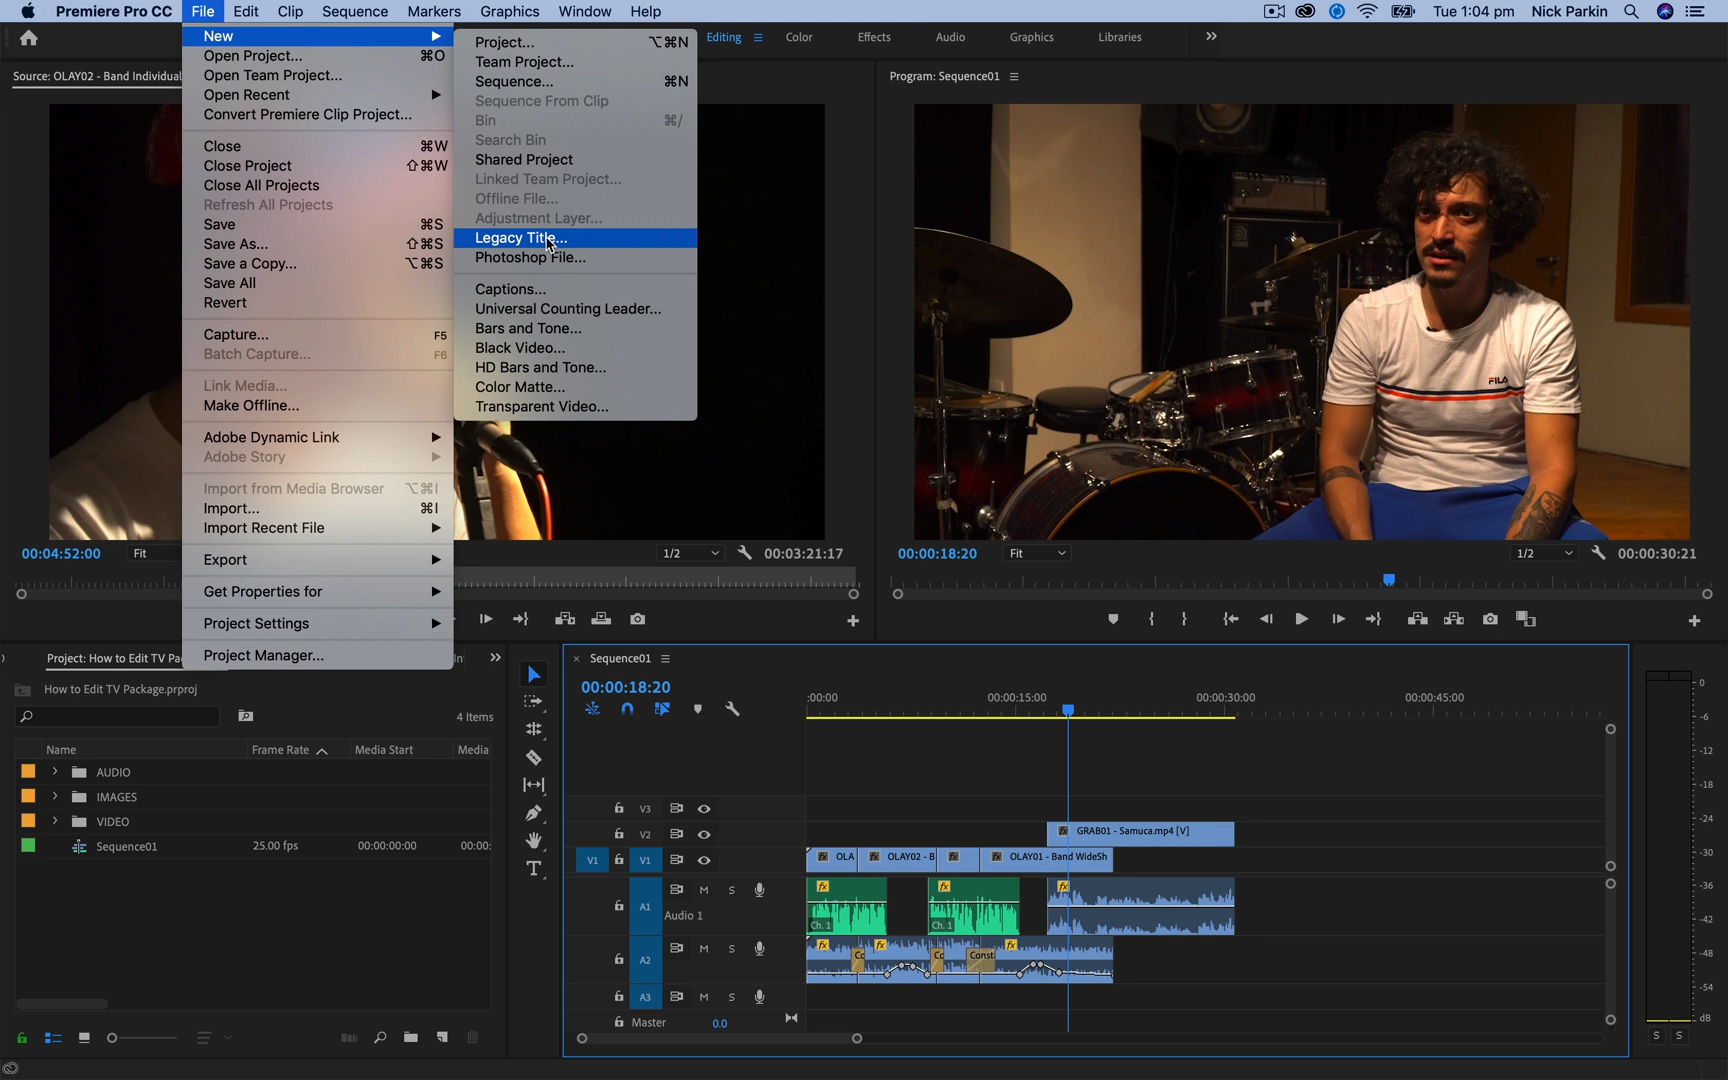 Premiere Pro CC File Edit Clip Sequence Markers Graphics Window Help Tue 1:04 pm Nick Parkin
Editing Color Effects Audio Graphics Libraries
Source: OLAY02 - Band Individual
Program: Sequence01
New
Open Project... ⌘O
Open Team Project...
Open Recent
Convert Premiere Clip Project...
Close ⌘W
Close Project ⇧⌘W
Close All Projects
Refresh All Projects
Save ⌘S
Save As... ⇧⌘S
Save a Copy... ⌥⌘S
Save All
Revert
Capture... F5
Batch Capture... F6
Link Media...
Make Offline...
Adobe Dynamic Link
Adobe Story
Import from Media Browser ⌥⌘I
Import... ⌘I
Import Recent File
Export
Get Properties for
Project Settings
Project Manager...
Project... ⌥⌘N
Team Project...
Sequence... ⌘N
Sequence From Clip
Bin ⌘/
Search Bin
Shared Project
Linked Team Project...
Offline File...
Adjustment Layer...
Legacy Title...
Photoshop File...
Captions...
Universal Counting Leader...
Bars and Tone...
Black Video...
HD Bars and Tone...
Color Matte...
Transparent Video...
FILA
00:04:52:00 Fit 1/2 00:03:21:17
00:00:18:20 Fit 1/2 00:00:30:21
Project: How to Edit TV Pa
How to Edit TV Package.prproj
4 Items
Name Frame Rate Media Start Media
AUDIO
IMAGES
VIDEO
Sequence01 25.00 fps 00:00:00:00 00:00:
Sequence01
00:00:18:20
:00:00 00:00:15:00 00:00:30:00 00:00:45:00
V3
V2 fx GRAB01 - Samuca.mp4 [V]
V1 V1 fx OLA fx OLAY02 - B fx fx OLAY01 - Band WideSh
A1 M S fx fx fx
Audio 1
Ch. 1 Ch. 1
A2 M S fx fx fx
Cc Cc Const
A3 M S
Master 0.0
0
-6
-12
-18
-24
-30
-36
-42
-48
-54
dB
S S